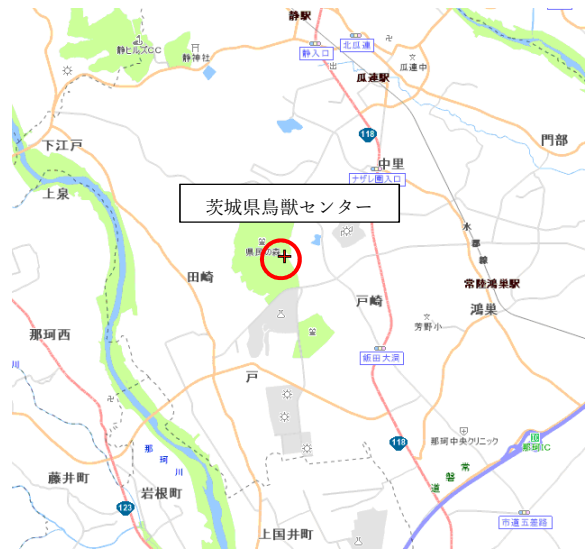 静駅
静ヒルズCC
静神社
北瓜連
静入口
瓜連中
瓜連駅
118
門部
下江戸
中里
ナザレ園入口
上泉
茨城県鳥獣センター
水郡線
県民の森
田崎
常陸鴻巣駅
戸崎
鴻巣
芳野小
那珂西
飯田大深
戸
118
那珂中央クリニック
那珂IC
那珂川
常磐道
藤井町
岩根町
123
市道五番踏
上国井町